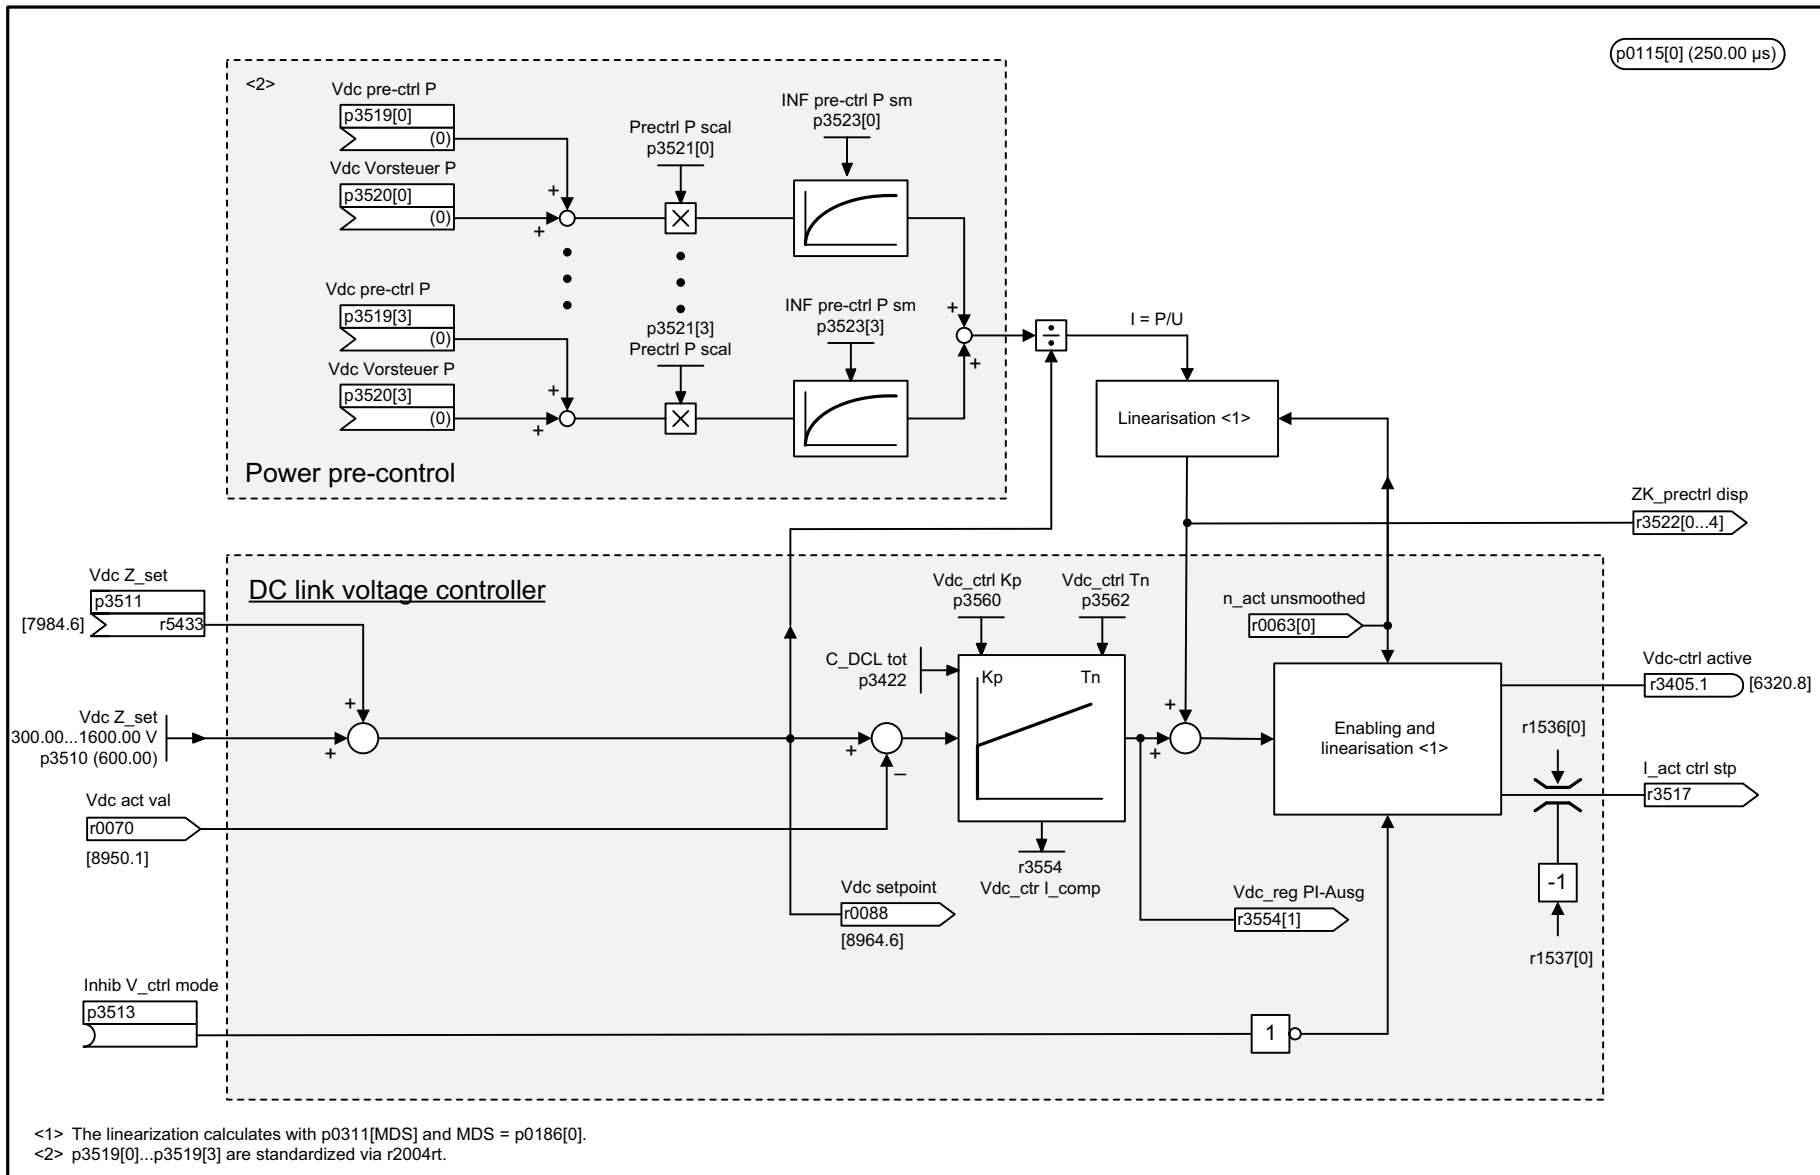 p0115[0] (250.00 µs)
<2>
Vdc pre-ctrl P
p3519[0]
(0)
Vdc Vorsteuer P
p3520[0]
(0)
+
+
Prectrl P scal
p3521[0]
INF pre-ctrl P sm
p3523[0]
Vdc pre-ctrl P
p3519[3]
(0)
Vdc Vorsteuer P
p3520[3]
(0)
+
+
p3521[3]
Prectrl P scal
INF pre-ctrl P sm
p3523[3]
+
+
Power pre-control
I = P/U
Linearisation <1>
ZK_prectrl disp
r3522[0...4]
DC link voltage controller
Vdc Z_set
p3511
[7984.6]
r5433
Vdc Z_set
300.00...1600.00 V
p3510 (600.00)
+
+
Vdc act val
r0070
[8950.1]
+
–
C_DCL tot
p3422
Vdc_ctrl Kp
p3560
Vdc_ctrl Tn
p3562
Kp
Tn
r3554
Vdc_ctr I_comp
Vdc setpoint
r0088
[8964.6]
+
+
Vdc_reg PI-Ausg
r3554[1]
n_act unsmoothed
r0063[0]
Enabling and
linearisation <1>
Vdc-ctrl active
r3405.1
[6320.8]
r1536[0]
I_act ctrl stp
r3517
-1
r1537[0]
Inhib V_ctrl mode
p3513
1
<1> The linearization calculates with p0311[MDS] and MDS = p0186[0].
<2> p3519[0]...p3519[3] are standardized via r2004rt.